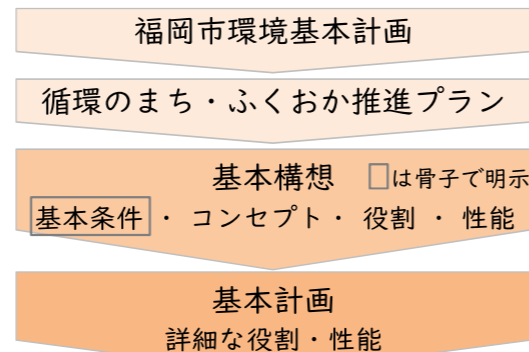 福岡市環境基本計画
循環のまち・ふくおか推進プラン
基本構想 □は骨子で明示
基本条件 ・ コンセプト ・ 役割 ・ 性能
基本計画
詳細な役割・性能